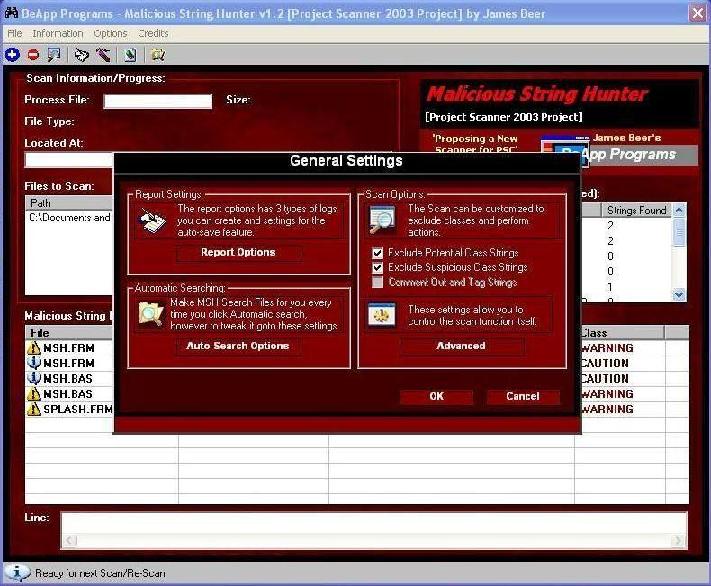 DeApp Programs - Malicious String Hunter v1.2 [Project Scanner 2003 Project] by James Beer
File Information Options Credits
Scan Information/Progress:
Process File: Size:
File Type:
Located At:
Malicious String Hunter
[Project Scanner 2003 Project]
'Proposing a New
Scanner for PSC'
James Beer's
DeApp Programs
Files to Scan:
Path
C:\Documents and
Strings Found
2
2
0
0
1
2
General Settings
Report Settings:
The report options has 3 types of logs
you can create and settings for the
auto-save feature.
Report Options
Automatic Searching:
Make MSH Search Files for you every
time you click Automatic search,
however to tweak it goto these settings
Auto Search Options
Scan Options:
The Scan can be customized to
exclude classes and perform
actions.
Exclude Potential Class Strings
Exclude Suspicious Class Strings
Comment Out and Tag Strings
These settings allow you to
control the scan function itself.
Advanced
OK Cancel
Malicious String
File Class
MSH.FRM WARNING
MSH.FRM CAUTION
MSH.BAS CAUTION
MSH.BAS WARNING
SPLASH.FRM WARNING
Line:
Ready for next Scan/Re-Scan